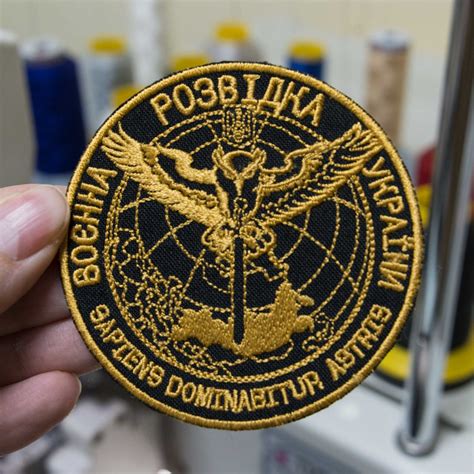 ВОЄННА РОЗВІДКА УКРАЇНИ
SAPIENS DOMINABITUR ASTRIS